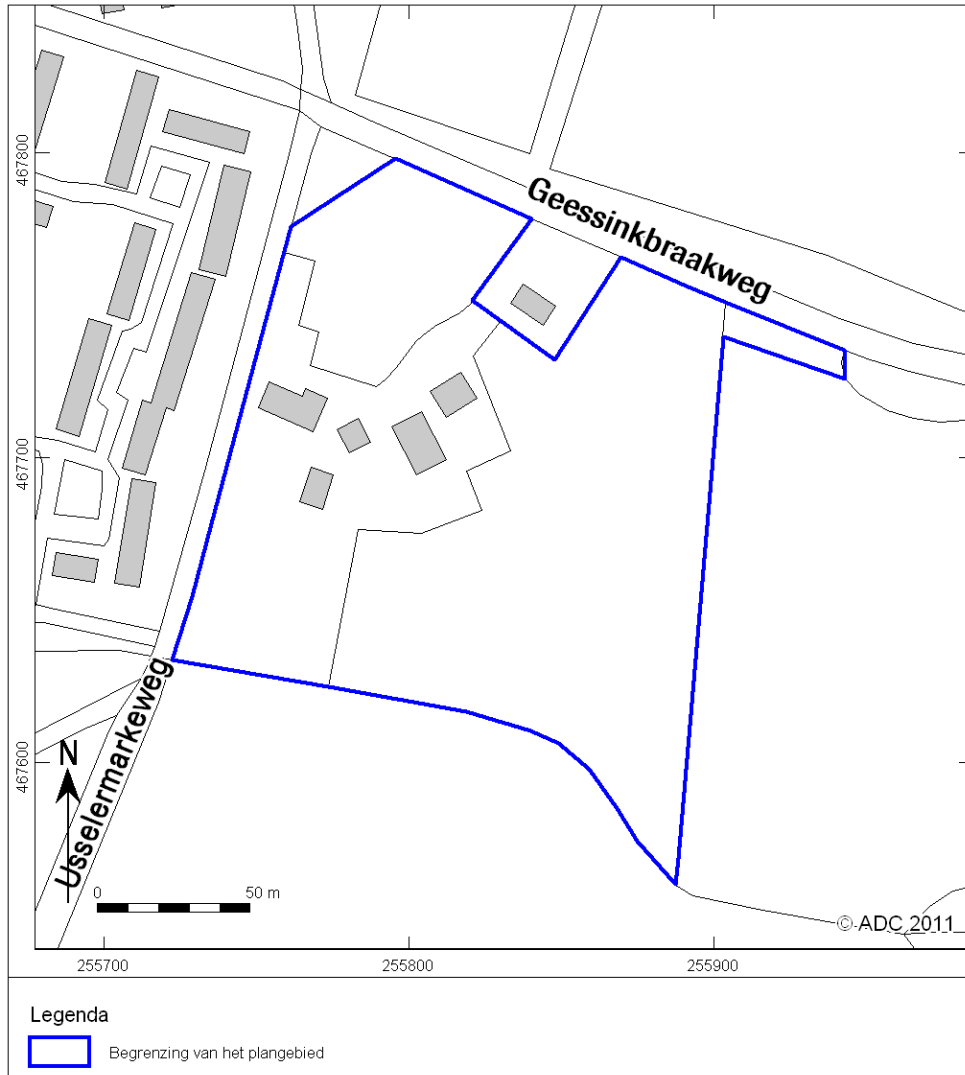 467800
Geessinkbraakweg
467700
467600
N
Usselermarkeweg
0 50 m
© ADC 2011
255700 255800 255900
Legenda
Begrenzing van het plangebied